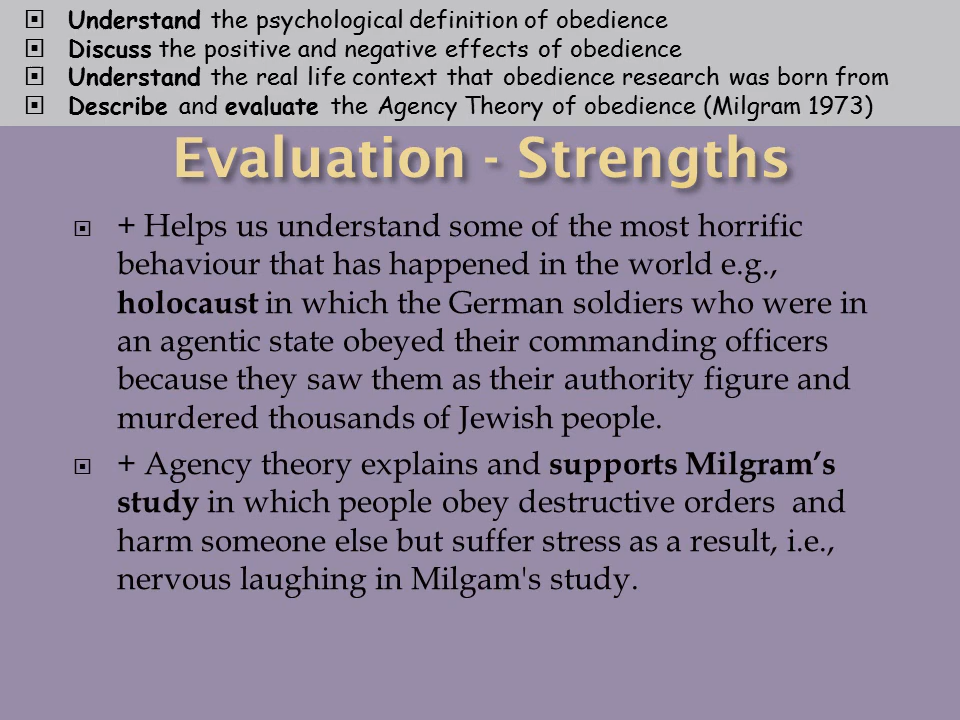 Understand the psychological definition of obedience
Discuss the positive and negative effects of obedience
Understand the real life context that obedience research was born from
Describe and evaluate the Agency Theory of obedience (Milgram 1973)
Evaluation - Strengths
+ Helps us understand some of the most horrific
behaviour that has happened in the world e.g.,
holocaust in which the German soldiers who were in
an agentic state obeyed their commanding officers
because they saw them as their authority figure and
murdered thousands of Jewish people.
+ Agency theory explains and supports Milgram’s
study in which people obey destructive orders and
harm someone else but suffer stress as a result, i.e.,
nervous laughing in Milgam's study.